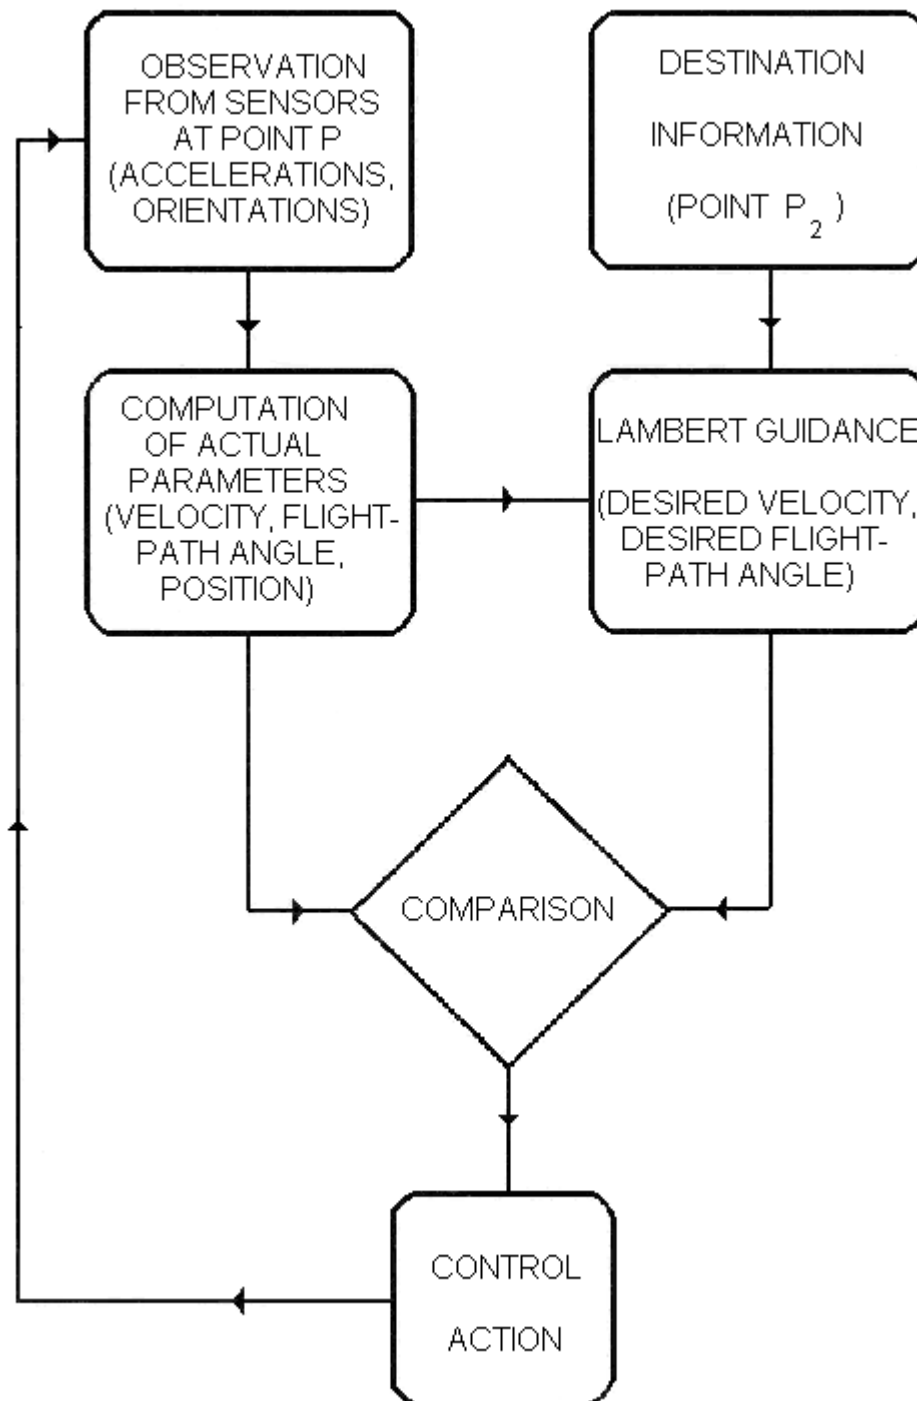 OBSERVATION
FROM SENSORS
AT POINT P
(ACCELERATIONS,
ORIENTATIONS)
DESTINATION
INFORMATION
(POINT P₂)
COMPUTATION
OF ACTUAL
PARAMETERS
(VELOCITY, FLIGHT-
PATH ANGLE,
POSITION)
LAMBERT GUIDANCE
(DESIRED VELOCITY,
DESIRED FLIGHT-
PATH ANGLE)
COMPARISON
CONTROL
ACTION